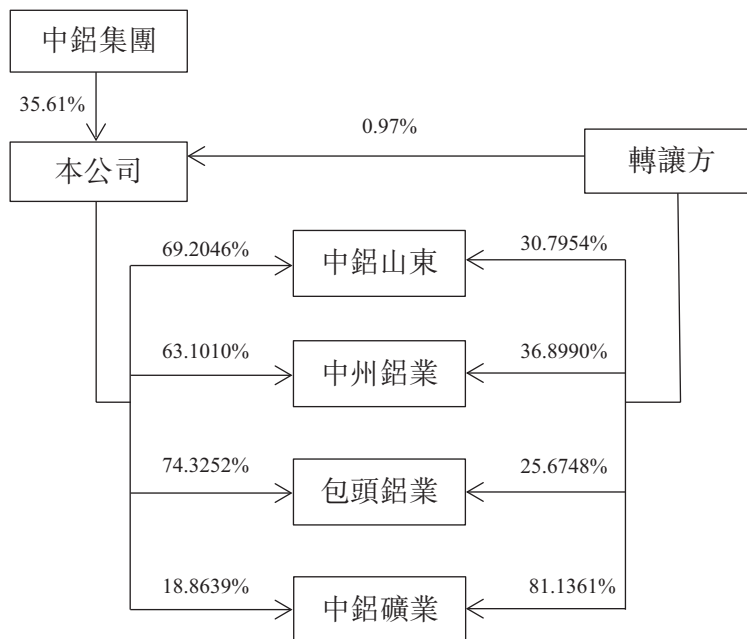 中鋁集團
35.61%
0.97%
本公司
轉讓方
69.2046%
中鋁山東
30.7954%
63.1010%
中州鋁業
36.8990%
74.3252%
包頭鋁業
25.6748%
18.8639%
中鋁礦業
81.1361%